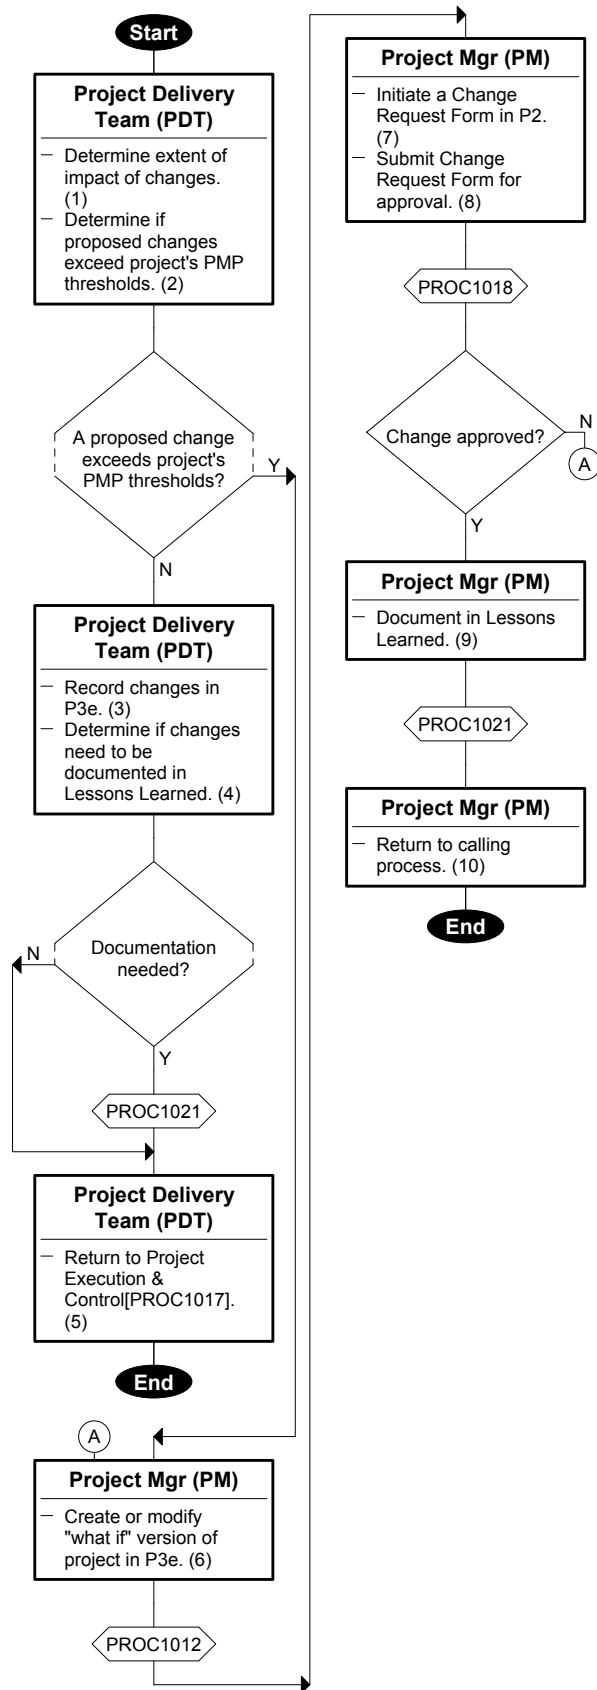 Start
Project Delivery
Team (PDT)
— Determine extent of
impact of changes.
(1)
— Determine if
proposed changes
exceed project's PMP
thresholds. (2)
A proposed change
exceeds project's
PMP thresholds?
Y
N
Project Delivery
Team (PDT)
— Record changes in
P3e. (3)
— Determine if changes
need to be
documented in
Lessons Learned. (4)
N
Documentation
needed?
Y
PROC1021
Project Delivery
Team (PDT)
— Return to Project
Execution &
Control[PROC1017].
(5)
End
A
Project Mgr (PM)
— Create or modify
"what if" version of
project in P3e. (6)
PROC1012
Project Mgr (PM)
— Initiate a Change
Request Form in P2.
(7)
— Submit Change
Request Form for
approval. (8)
PROC1018
Change approved?
N
A
Y
Project Mgr (PM)
— Document in Lessons
Learned. (9)
PROC1021
Project Mgr (PM)
— Return to calling
process. (10)
End